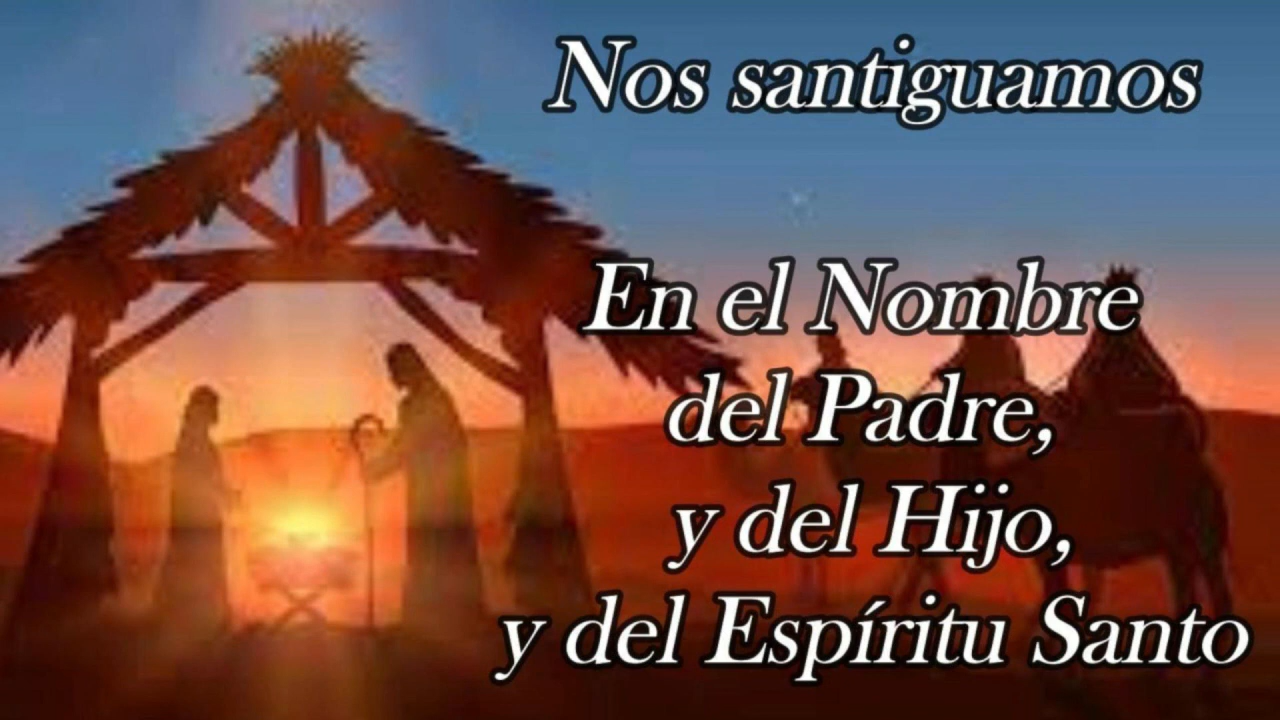 Nos santiguamos
En el Nombre
del Padre,
y del Hijo,
y del Espíritu Santo